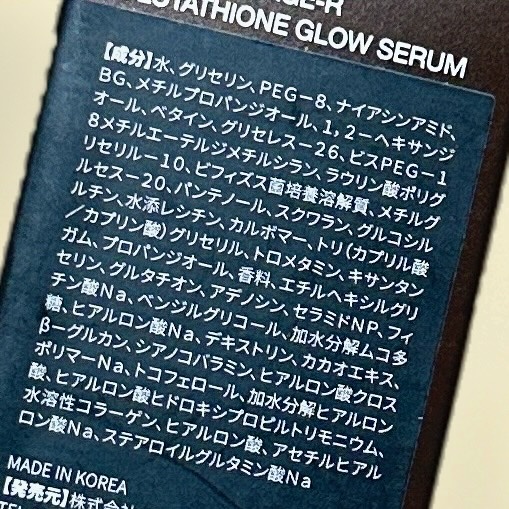 GE-R
GLUTATHIONE GLOW SERUM
【成分】水、グリセリン、PEG－8、ナイアシンアミド、
BG、メチルプロパンジオール、1，2－ヘキサンジ
オール、ベタイン、グリセレス－26、ビスPEG－1
8メチルエーテルジメチルシラン、ラウリン酸ポリグ
リセリル－10、ビフィズス菌培養溶解質、メチルグ
ルセス－20、パンテノール、スクワラン、グルコシル
ルチン、水添レシチン、カルボマー、トリ（カプリル酸
／カプリン酸）グリセリル、トロメタミン、キサンタン
ガム、プロパンジオール、香料、エチルヘキシルグリ
セリン、グルタチオン、アデノシン、セラミドNP、フィ
チン酸Na、ベンジルグリコール、加水分解ムコ多
糖、ヒアルロン酸Na、デキストリン、カカオエキス、
β－グルカン、シアノコバラミン、ヒアルロン酸クロス
ポリマーNa、トコフェロール、加水分解ヒアルロン
酸、ヒアルロン酸ヒドロキシプロピルトリモニウム、
水溶性コラーゲン、ヒアルロン酸、アセチルヒアル
ロン酸Na、ステアロイルグルタミン酸Na
MADE IN KOREA
【発売元】株式会社
TEL